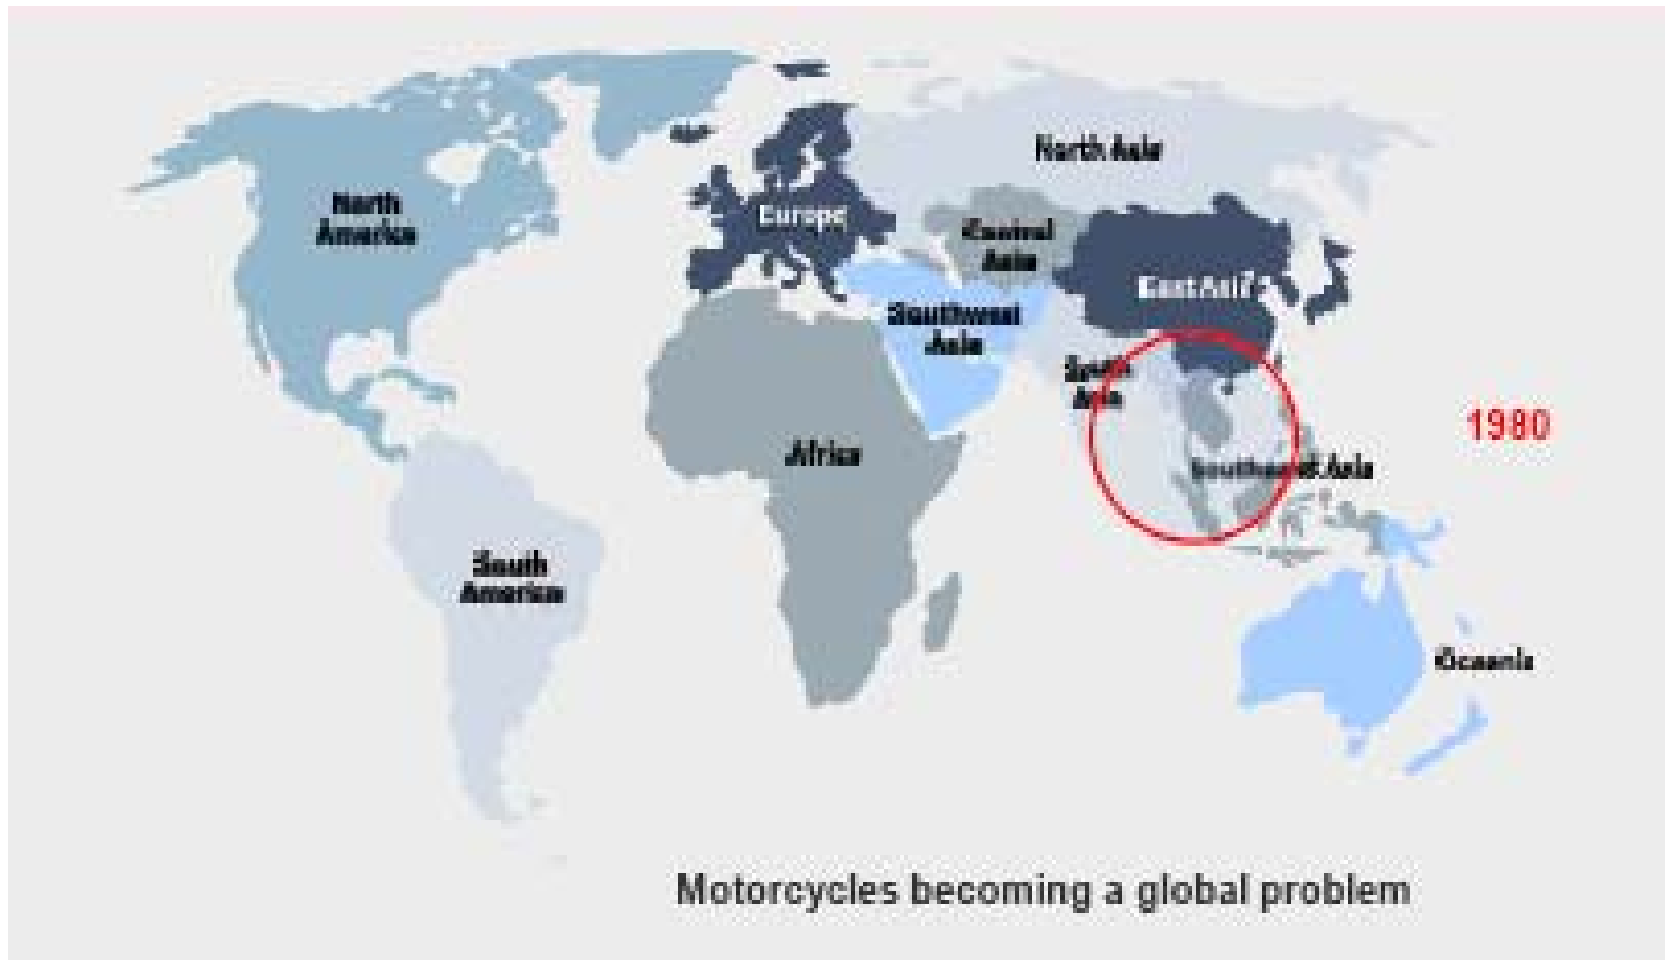 North Asia
North
America
Europe
Central
Asia
East Asia
Southwest
Asia
South
Asia
1980
Africa
Southeast Asia
South
America
Oceania
Motorcycles becoming a global problem